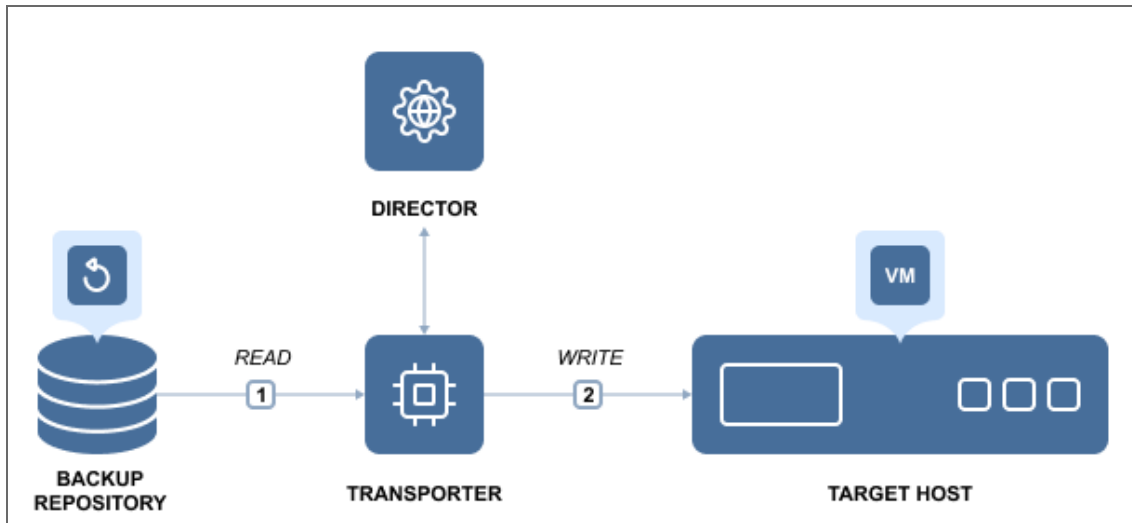 DIRECTOR
VM
READ
WRITE
1
2
BACKUP
REPOSITORY
TRANSPORTER
TARGET HOST